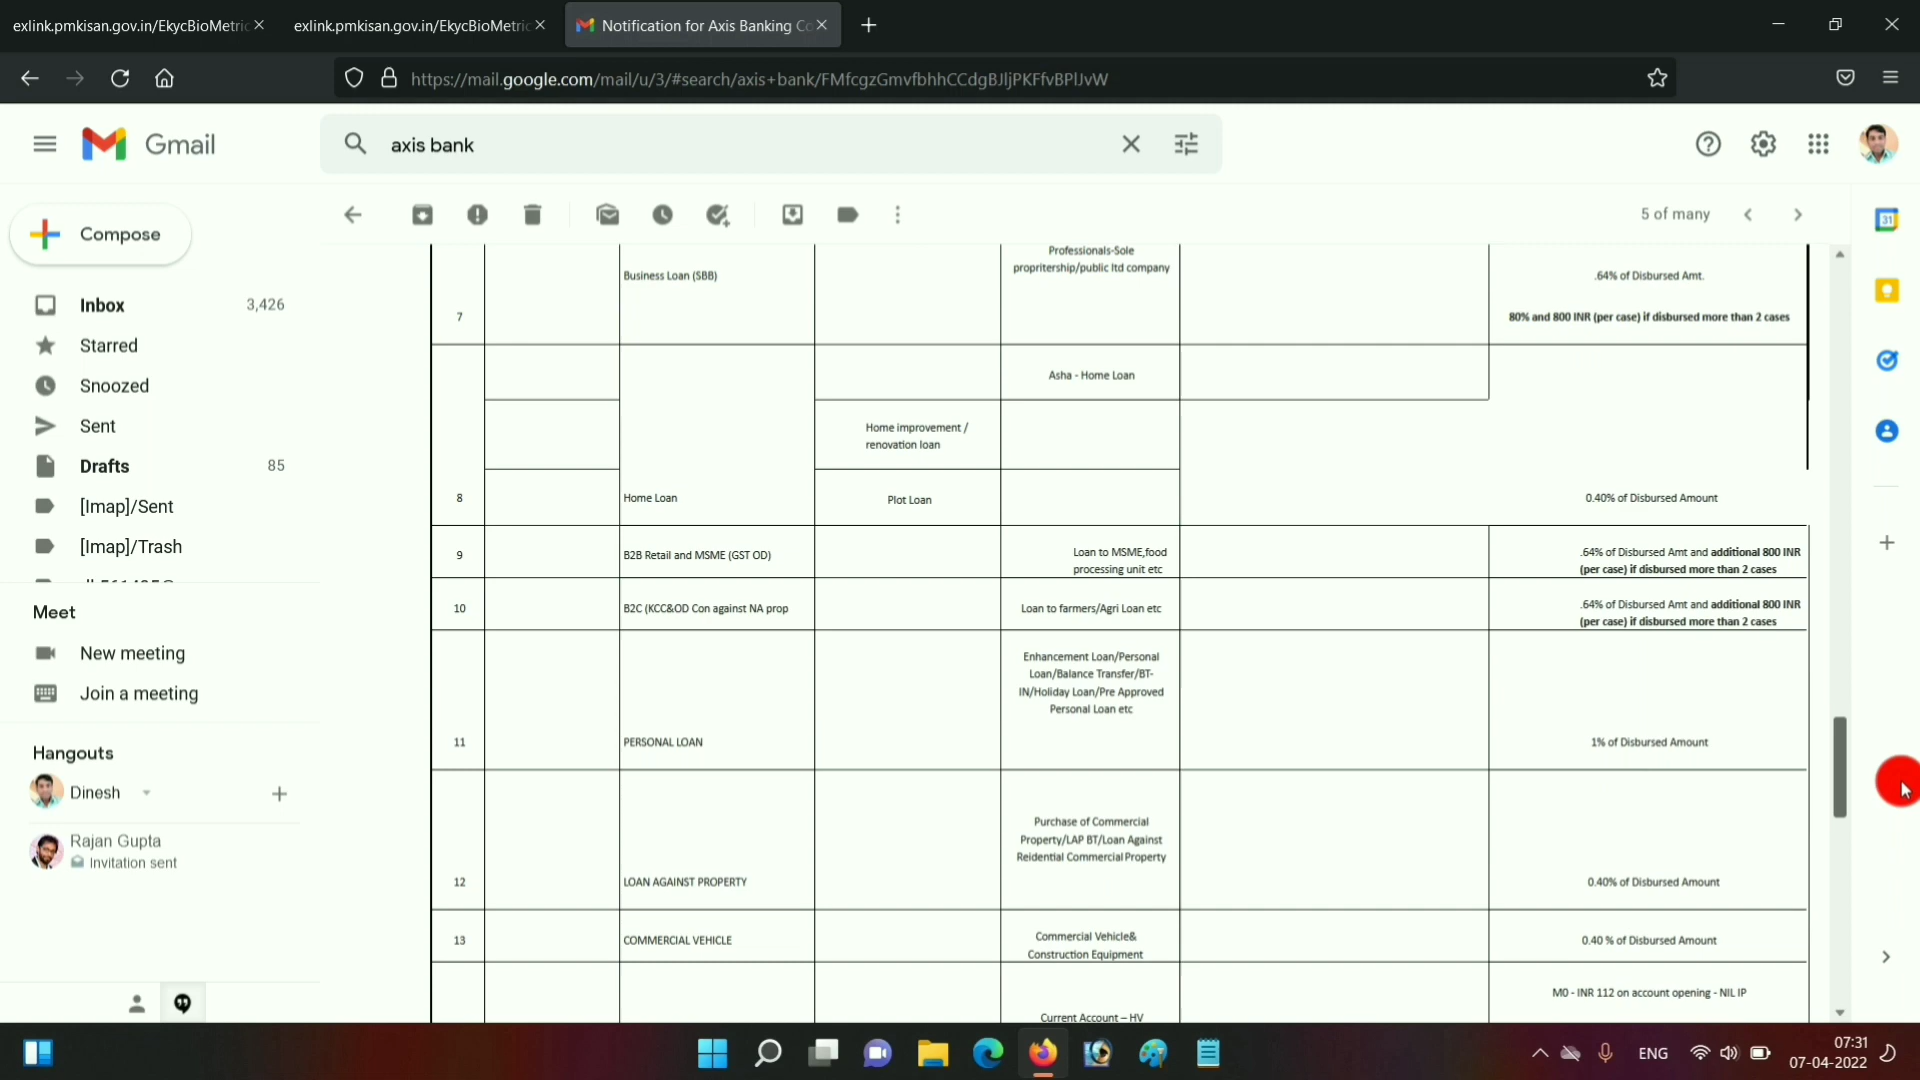 exlink.pmkisan.gov.in/EkycBioMetric
exlink.pmkisan.gov.in/EkycBioMetric
Notification for Axis Banking Co
https://mail.google.com/mail/u/3/#search/axis+bank/FMfcgzGmvfbhhCCdgBJljPKFfvBPlJvW
Gmail
axis bank
Compose
5 of many
Inbox 3,426
Starred
Snoozed
Sent
Drafts 85
[Imap]/Sent
[Imap]/Trash
Meet
New meeting
Join a meeting
Hangouts
Dinesh
Rajan Gupta
Invitation sent
31
Professionals-Sole
propritership/public ltd company
Business Loan (SBB)
.64% of Disbursed Amt.
7
80% and 800 INR (per case) if disbursed more than 2 cases
Asha - Home Loan
Home improvement /
renovation loan
8 Home Loan Plot Loan 0.40% of Disbursed Amount
9 B2B Retail and MSME (GST OD)
Loan to MSME,food
processing unit etc
.64% of Disbursed Amt and additional 800 INR
(per case) if disbursed more than 2 cases
10 B2C (KCC&OD Con against NA prop
Loan to farmers/Agri Loan etc
.64% of Disbursed Amt and additional 800 INR
(per case) if disbursed more than 2 cases
Enhancement Loan/Personal
Loan/Balance Transfer/BT-
IN/Holiday Loan/Pre Approved
Personal Loan etc
11 PERSONAL LOAN 1% of Disbursed Amount
Purchase of Commercial
Property/LAP BT/Loan Against
Reidential Commercial Property
12 LOAN AGAINST PROPERTY 0.40% of Disbursed Amount
13 COMMERCIAL VEHICLE
Commercial Vehicle&
Construction Equipment
0.40 % of Disbursed Amount
M0 - INR 112 on account opening - NIL IP
Current Account – HV
ENG
07:31
07-04-2022